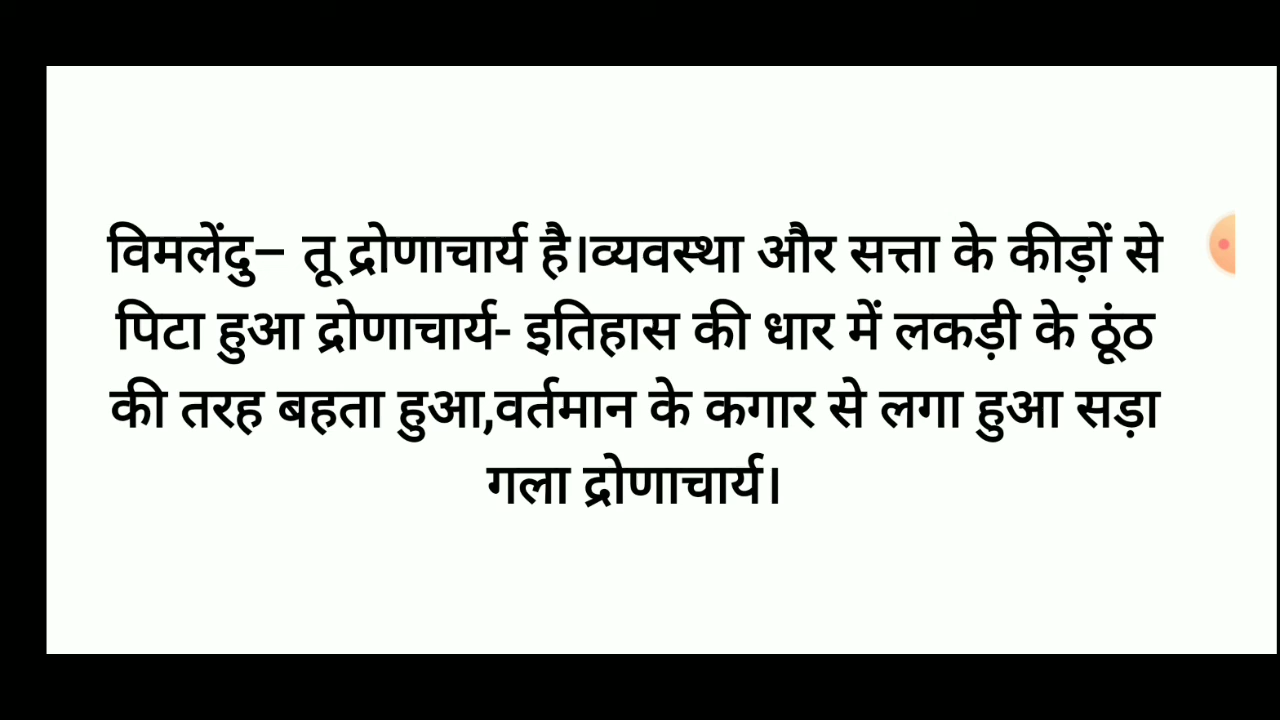 विमलेंदु– तू द्रोणाचार्य है।व्यवस्था और सत्ता के कीड़ों से
पिटा हुआ द्रोणाचार्य- इतिहास की धार में लकड़ी के ठूंठ
की तरह बहता हुआ,वर्तमान के कगार से लगा हुआ सड़ा
गला द्रोणाचार्य।